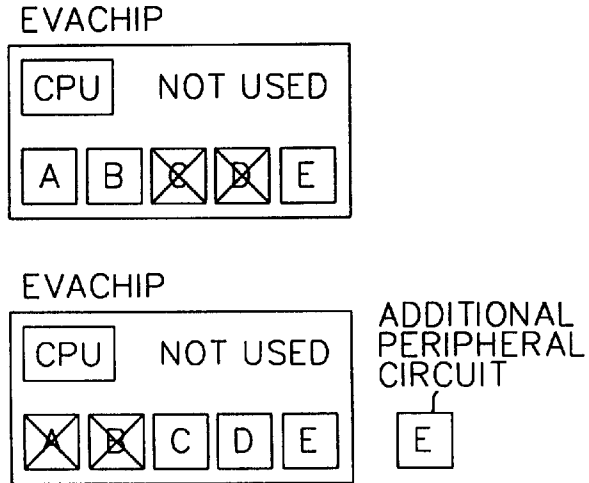 EVACHIP
CPU NOT USED
A B C D E
EVACHIP
CPU NOT USED
A B C D E
ADDITIONAL
PERIPHERAL
CIRCUIT
E